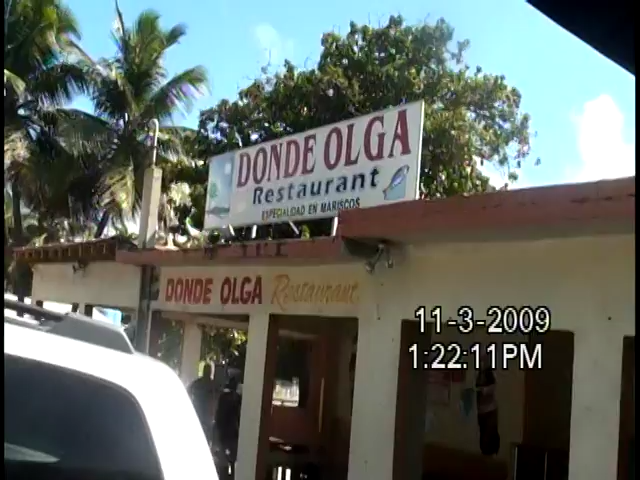 DONDE OLGA
Restaurant
ESPECIALIDAD EN MARISCOS
DONDE OLGA Restaurant
11-3-2009
1:22:11PM